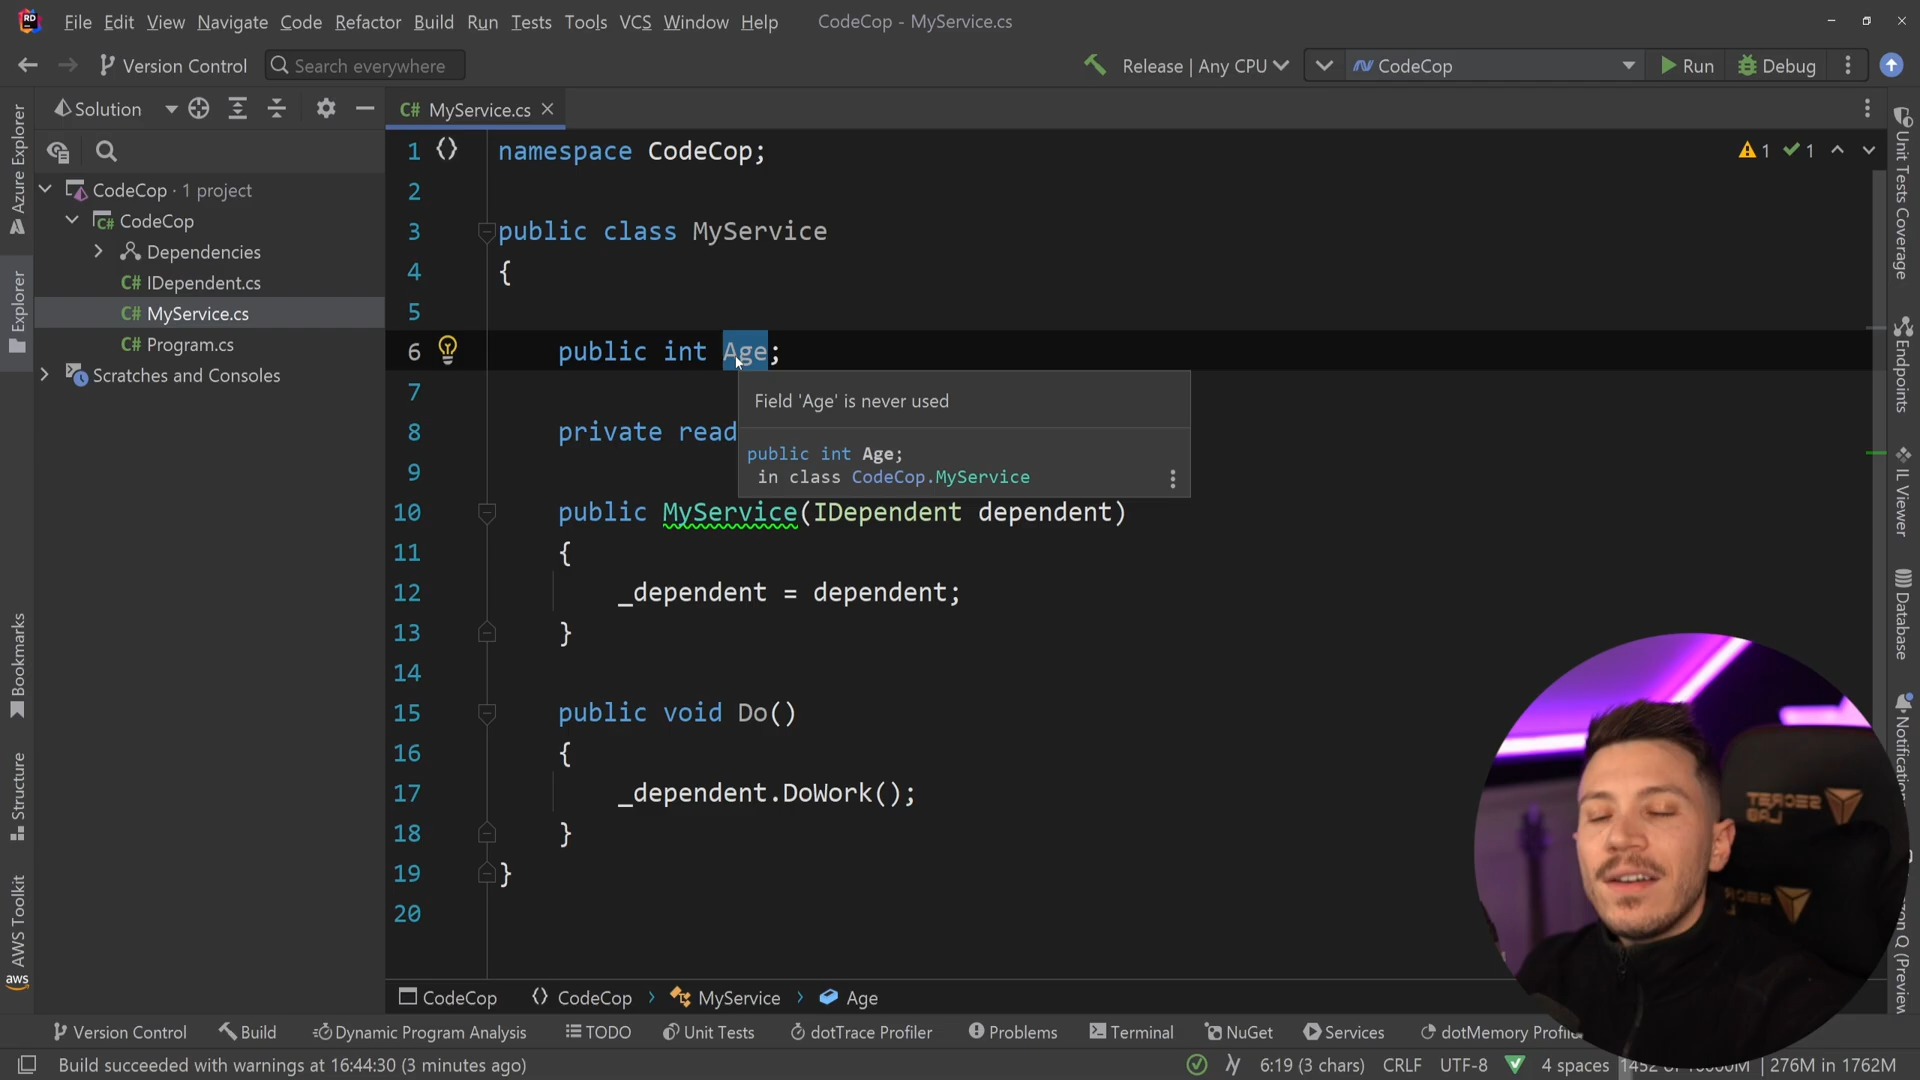 File Edit View Navigate Code Refactor Build Run Tests Tools VCS Window Help CodeCop - MyService.cs
Version Control Search everywhere Release | Any CPU CodeCop Run Debug
Solution
C# MyService.cs
CodeCop · 1 project
C# CodeCop
Dependencies
C# IDependent.cs
C# MyService.cs
C# Program.cs
Scratches and Consoles
Azure Explorer
Explorer
Bookmarks
Structure
AWS Toolkit
aws
1 namespace CodeCop;
2
3 public class MyService
4 {
5
6 public int Age;
7
8 private read
9
10 public MyService(IDependent dependent)
11 {
12 _dependent = dependent;
13 }
14
15 public void Do()
16 {
17 _dependent.DoWork();
18 }
19 }
20
1 1
Field 'Age' is never used
public int Age;
in class CodeCop.MyService
Unit Tests Coverage
Endpoints
IL Viewer
Database
SECRET
LAB
CodeCop CodeCop MyService Age
Version Control Build Dynamic Program Analysis TODO Unit Tests dotTrace Profiler Problems Terminal NuGet Services dotMemory
Build succeeded with warnings at 16:44:30 (3 minutes ago) 6:19 (3 chars) CRLF UTF-8 4 spaces 276M in 1762M